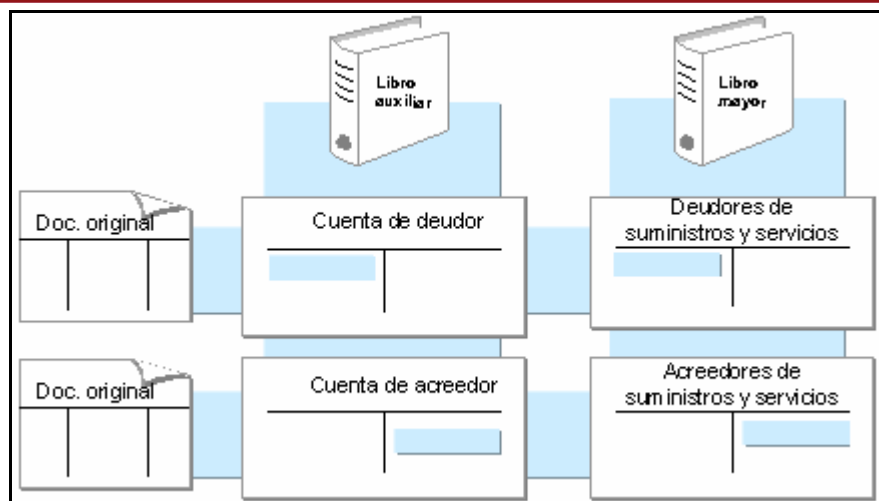 Libro
auxiliar
Libro
mayor
Doc. original
Cuenta de deudor
Deudores de
suministros y servicios
Doc. original
Cuenta de acreedor
Acreedores de
suministros y servicios